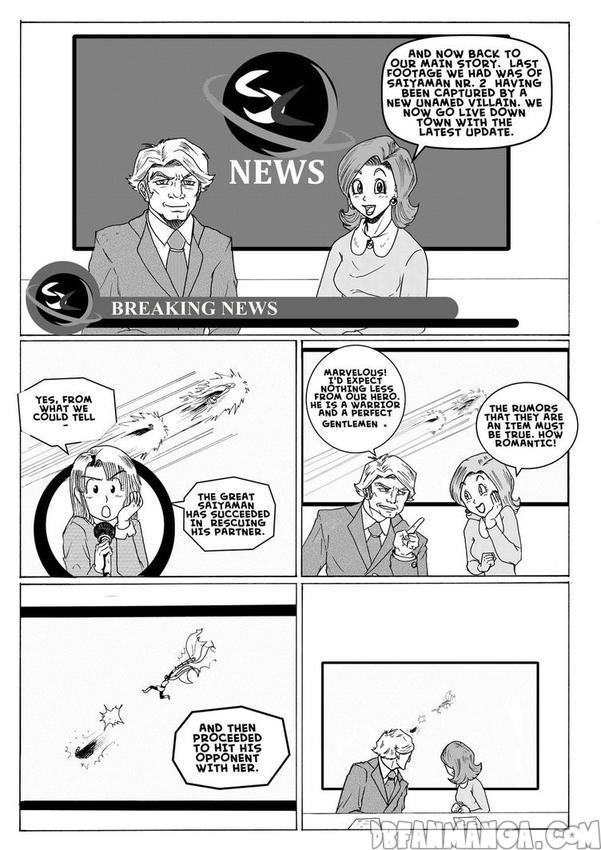 AND NOW BACK TO
OUR MAIN STORY. LAST
FOOTAGE WE HAD WAS OF
SAIYAMAN NR. 2 HAVING
BEEN CAPTURED BY A
NEW UNAMED VILLAIN. WE
NOW GO LIVE DOWN
TOWN WITH THE
LATEST UPDATE.
SC
NEWS
SC
BREAKING NEWS
YES, FROM
WHAT WE
COULD TELL
-
THE GREAT
SAIYAMAN
HAS SUCCEEDED
IN RESCUING
HIS PARTNER.
MARVELOUS!
I'D EXPECT
NOTHING LESS
FROM OUR HERO.
HE IS A WARRIOR
AND A PERFECT
GENTLEMEN .
THE RUMORS
THAT THEY ARE
AN ITEM MUST
BE TRUE. HOW
ROMANTIC!
AND THEN
PROCEEDED
TO HIT HIS
OPPONENT
WITH HER.
DBFANMANGA.COM